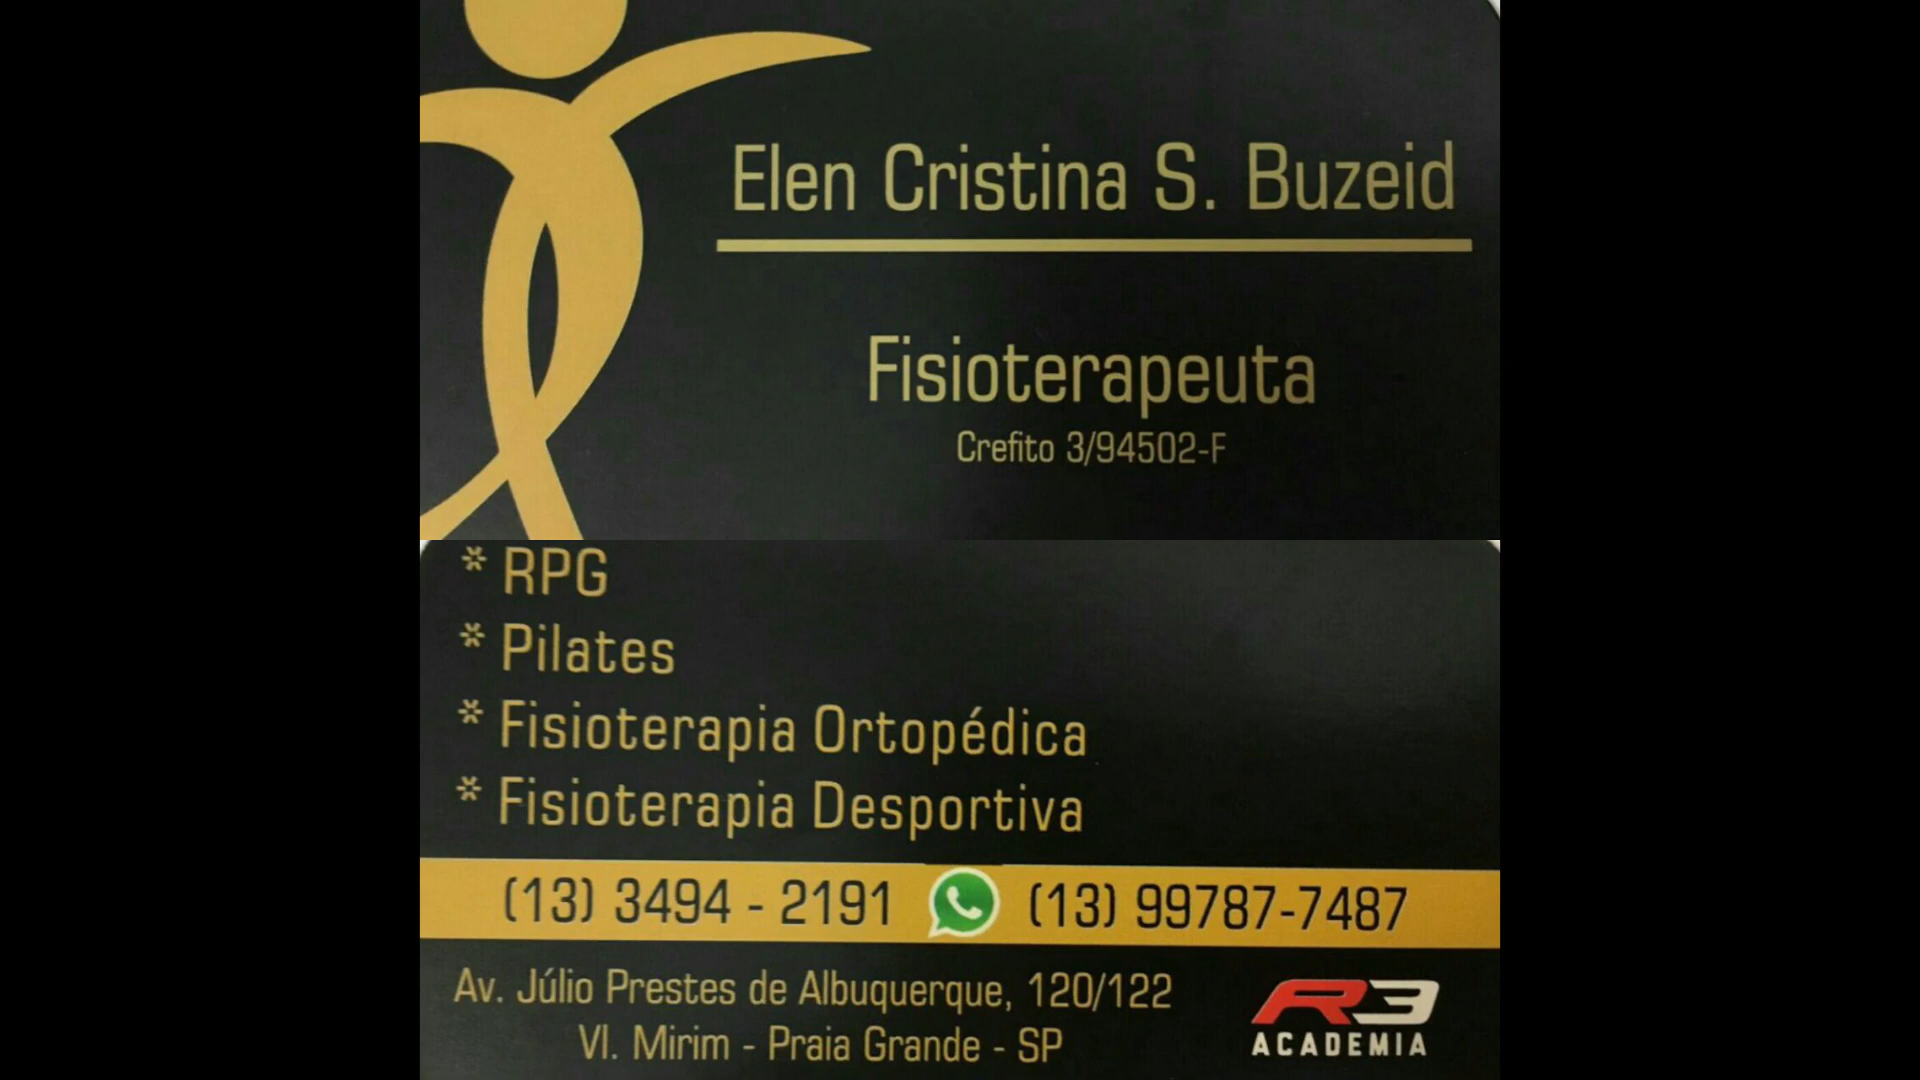 Elen Cristina S. Buzeid
Fisioterapeuta
Crefito 3/94502-F
* RPG
* Pilates
* Fisioterapia Ortopédica
* Fisioterapia Desportiva
(13) 3494 - 2191 (13) 99787-7487
Av. Júlio Prestes de Albuquerque, 120/122
Vl. Mirim - Praia Grande - SP
R3
ACADEMIA